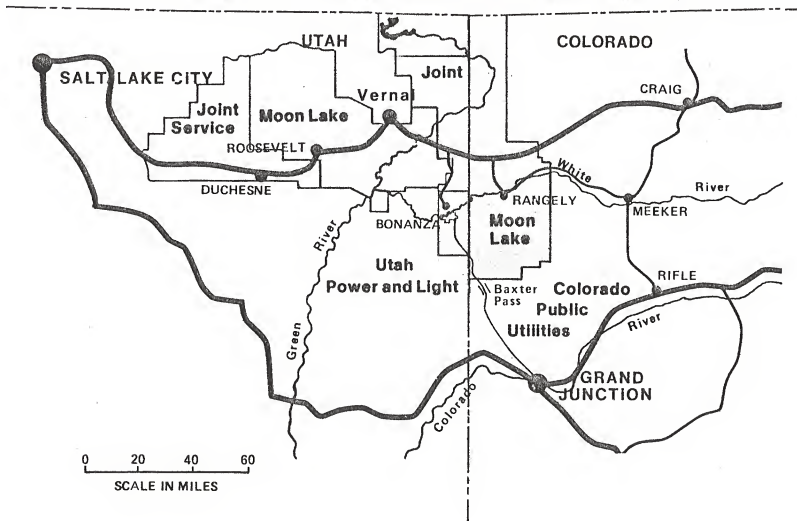 UTAH
COLORADO
SALT LAKE CITY
Joint
Vernal
CRAIG
Joint
Service
Moon Lake
ROOSEVELT
DUCHESNE
White
River
RANGELY
MEEKER
BONANZA
Moon
Lake
River
Utah
Power and Light
Baxter
Pass
Colorado
Public
Utilities
RIFLE
River
Green
Colorado
GRAND
JUNCTION
0 20 40 60
SCALE IN MILES